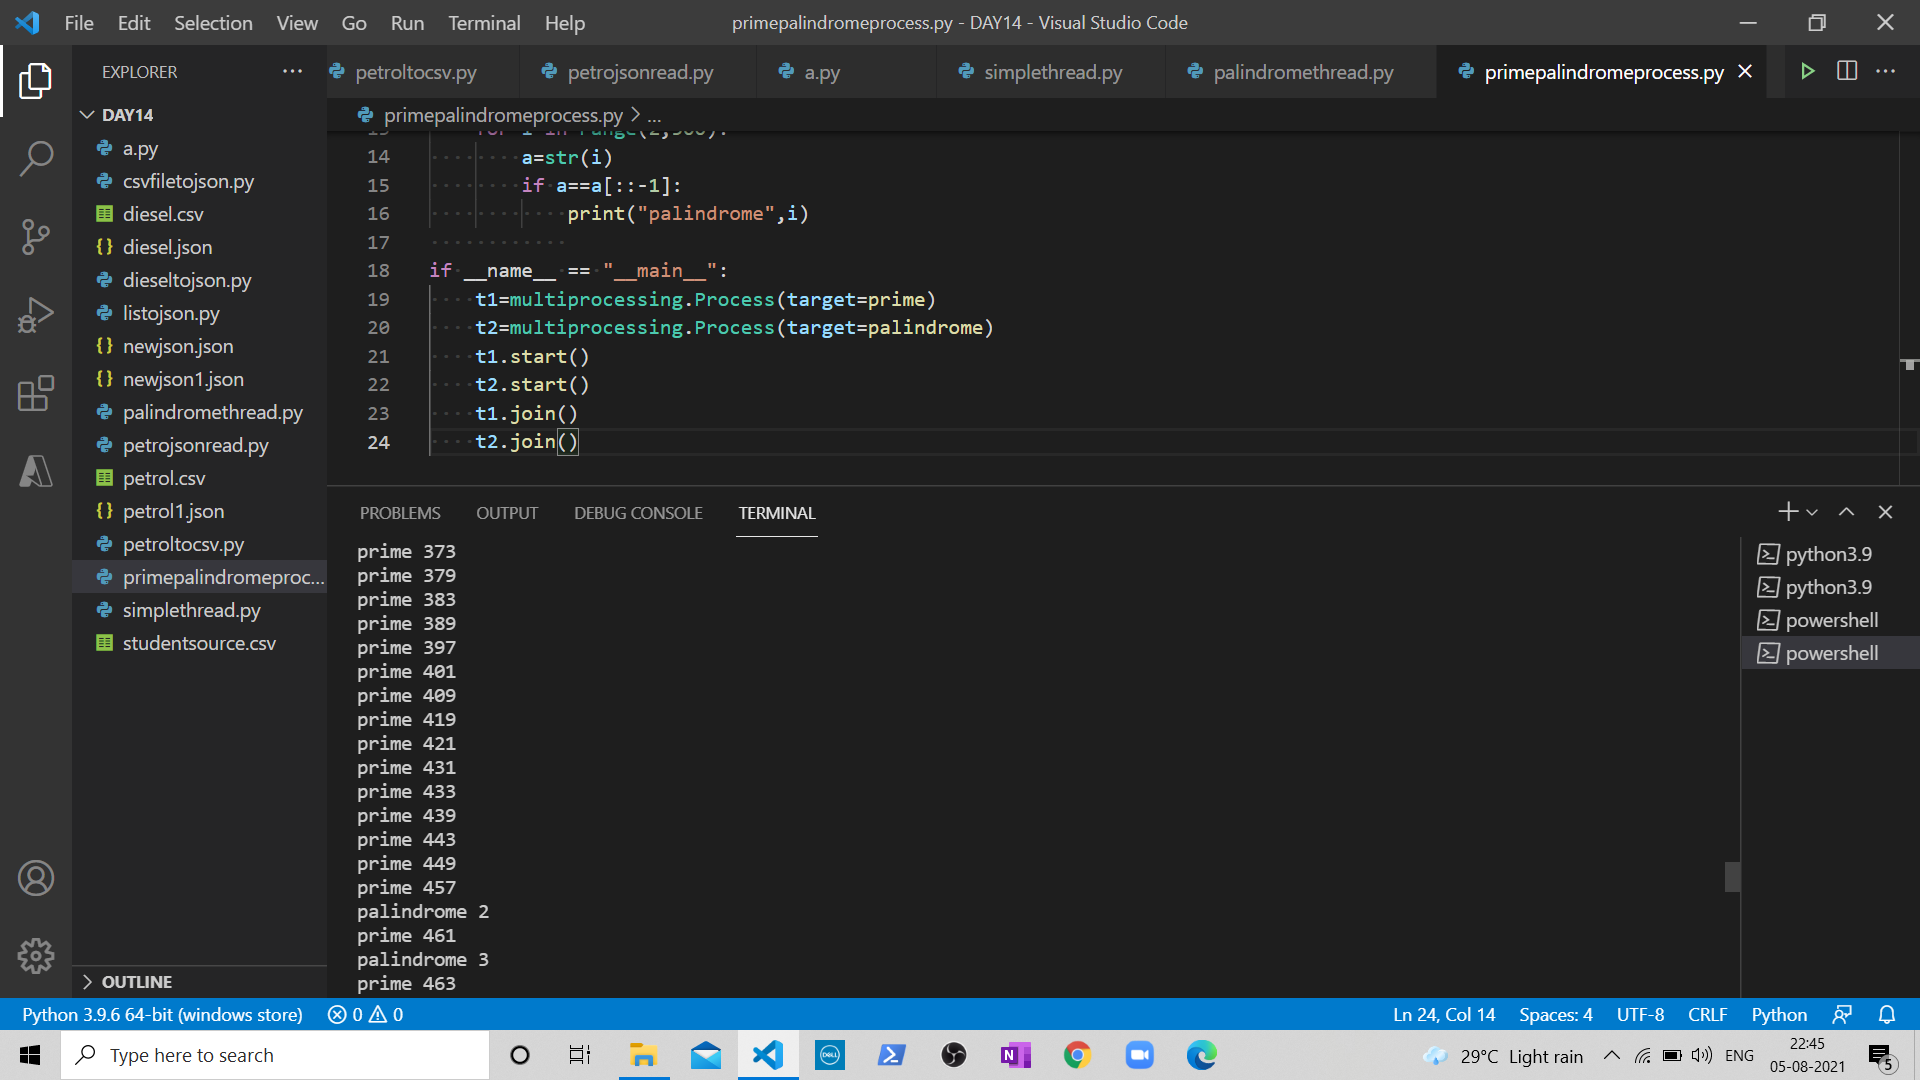 File Edit Selection View Go Run Terminal Help
primepalindromeprocess.py - DAY14 - Visual Studio Code
EXPLORER
DAY14
a.py
csvfiletojson.py
diesel.csv
diesel.json
dieseltojson.py
listojson.py
newjson.json
newjson1.json
palindromethread.py
petrojsonread.py
petrol.csv
petrol1.json
petroltocsv.py
primepalindromeproc...
simplethread.py
studentsource.csv
OUTLINE
petroltocsv.py petrojsonread.py a.py simplethread.py palindromethread.py primepalindromeprocess.py
primepalindromeprocess.py > ...
14 a=str(i)
15 if a==a[::-1]:
16 print("palindrome",i)
17
18 if __name__ == "__main__":
19 t1=multiprocessing.Process(target=prime)
20 t2=multiprocessing.Process(target=palindrome)
21 t1.start()
22 t2.start()
23 t1.join()
24 t2.join()
PROBLEMS OUTPUT DEBUG CONSOLE TERMINAL
prime 373
prime 379
prime 383
prime 389
prime 397
prime 401
prime 409
prime 419
prime 421
prime 431
prime 433
prime 439
prime 443
prime 449
prime 457
palindrome 2
prime 461
palindrome 3
prime 463
python3.9
python3.9
powershell
powershell
Python 3.9.6 64-bit (windows store) 0 0
Ln 24, Col 14 Spaces: 4 UTF-8 CRLF Python
Type here to search
DELL
N
29°C Light rain
ENG
22:45
05-08-2021
5